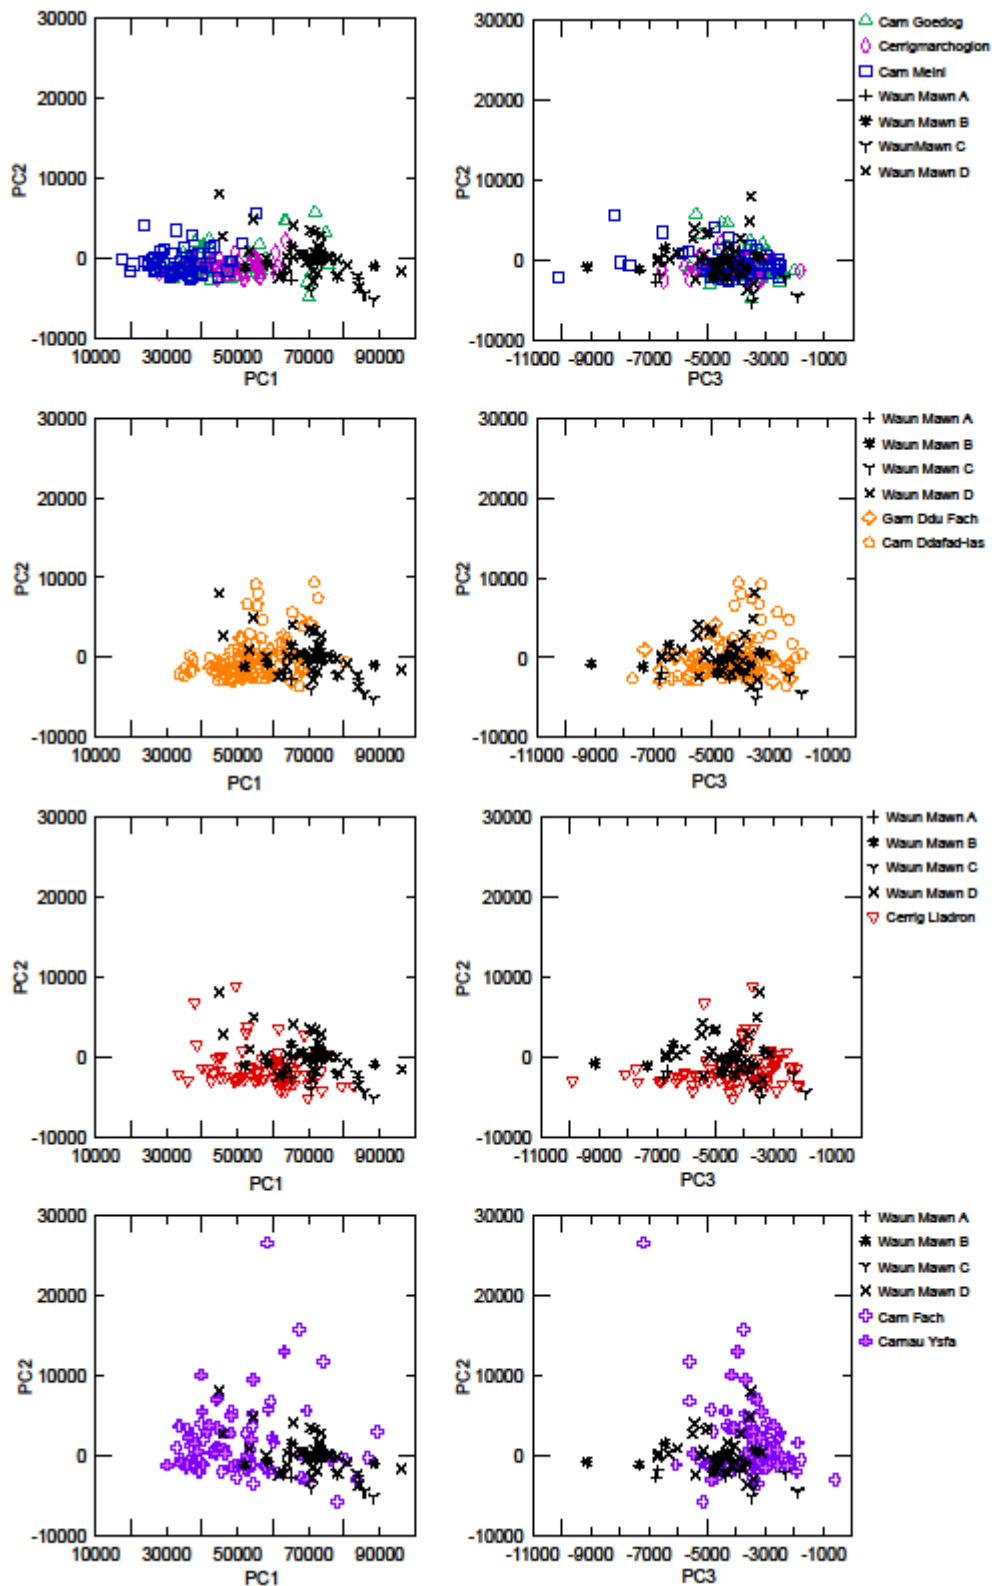 30000
20000
10000
0
-10000
PC2
10000 30000 50000 70000 90000
PC1
30000
20000
10000
0
-10000
PC2
-11000 -9000 -7000 -5000 -3000 -1000
PC3
Carn Goedog
Cerrigmarchogion
Carn Meini
Waun Mawn A
Waun Mawn B
WaunMawn C
Waun Mawn D
30000
20000
10000
0
-10000
PC2
10000 30000 50000 70000 90000
PC1
30000
20000
10000
0
-10000
PC2
-11000 -9000 -7000 -5000 -3000 -1000
PC3
Waun Mawn A
Waun Mawn B
Waun Mawn C
Waun Mawn D
Garn Ddu Fach
Carn Ddafad-las
30000
20000
10000
0
-10000
PC2
10000 30000 50000 70000 90000
PC1
30000
20000
10000
0
-10000
PC2
-11000 -9000 -7000 -5000 -3000 -1000
PC3
Waun Mawn A
Waun Mawn B
Waun Mawn C
Waun Mawn D
Cerrig Lladron
30000
20000
10000
0
-10000
PC2
10000 30000 50000 70000 90000
PC1
30000
20000
10000
0
-10000
PC2
-11000 -9000 -7000 -5000 -3000 -1000
PC3
Waun Mawn A
Waun Mawn B
Waun Mawn C
Waun Mawn D
Carn Fach
Carnau Ysfa